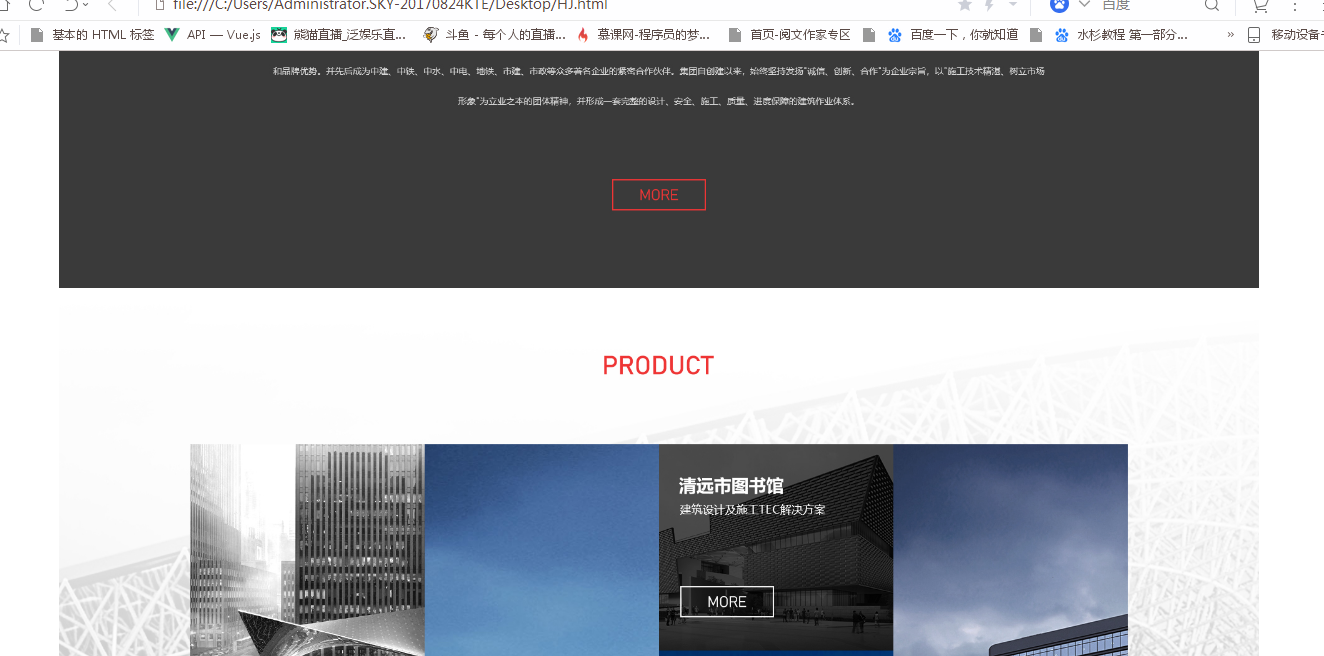 file:///C:/Users/Administrator.SKY-20170824KTE/Desktop/HJ.html
百度
基本的 HTML 标签
API — Vue.js
熊猫直播_泛娱乐直...
斗鱼 - 每个人的直播...
慕课网-程序员的梦...
首页-阅文作家专区
百度一下，你就知道
水杉教程 第一部分...
»
移动设备
和品牌优势。并先后成为中建、中铁、中水、中电、地铁、市建、市政等众多著名企业的紧密合作伙伴。集团自创建以来，始终坚持发扬"诚信、创新、合作"为企业宗旨，以"施工技术精湛、树立市场
形象"为立业之本的团体精神，并形成一套完整的设计、安全、施工、质量、进度保障的建筑作业体系。
MORE
PRODUCT
清远市图书馆
建筑设计及施工TEC解决方案
MORE